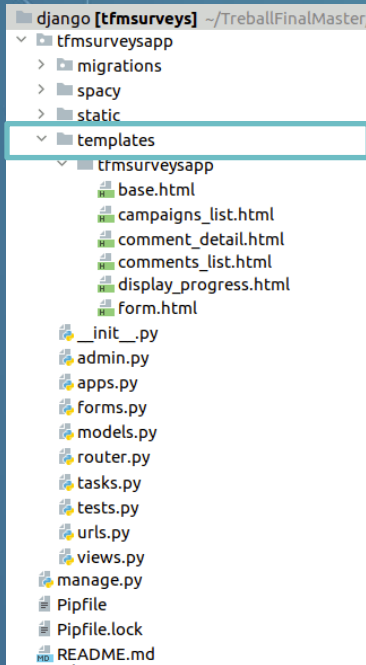 django [tfmsurveys] ~/TreballFinalMaster
tfmsurveysapp
migrations
spacy
static
templates
tfmsurveysapp
base.html
campaigns_list.html
comment_detail.html
comments_list.html
display_progress.html
form.html
__init__.py
admin.py
apps.py
forms.py
models.py
router.py
tasks.py
tests.py
urls.py
views.py
manage.py
Pipfile
Pipfile.lock
README.md